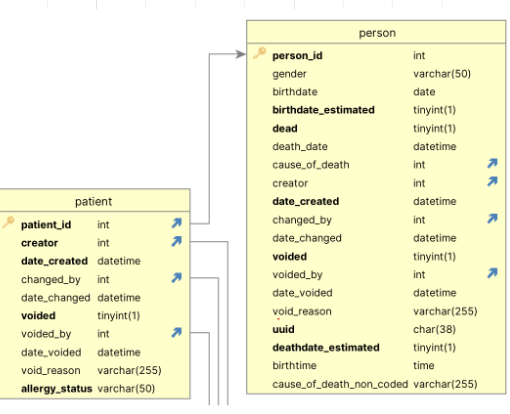 person
person_id int
gender varchar(50)
birthdate date
birthdate_estimated tinyint(1)
dead tinyint(1)
death_date datetime
cause_of_death int
creator int
date_created datetime
changed_by int
date_changed datetime
voided tinyint(1)
voided_by int
date_voided datetime
void_reason varchar(255)
uuid char(38)
deathdate_estimated tinyint(1)
birthtime time
cause_of_death_non_coded varchar(255)
patient
patient_id int
creator int
date_created datetime
changed_by int
date_changed datetime
voided tinyint(1)
voided_by int
date_voided datetime
void_reason varchar(255)
allergy_status varchar(50)